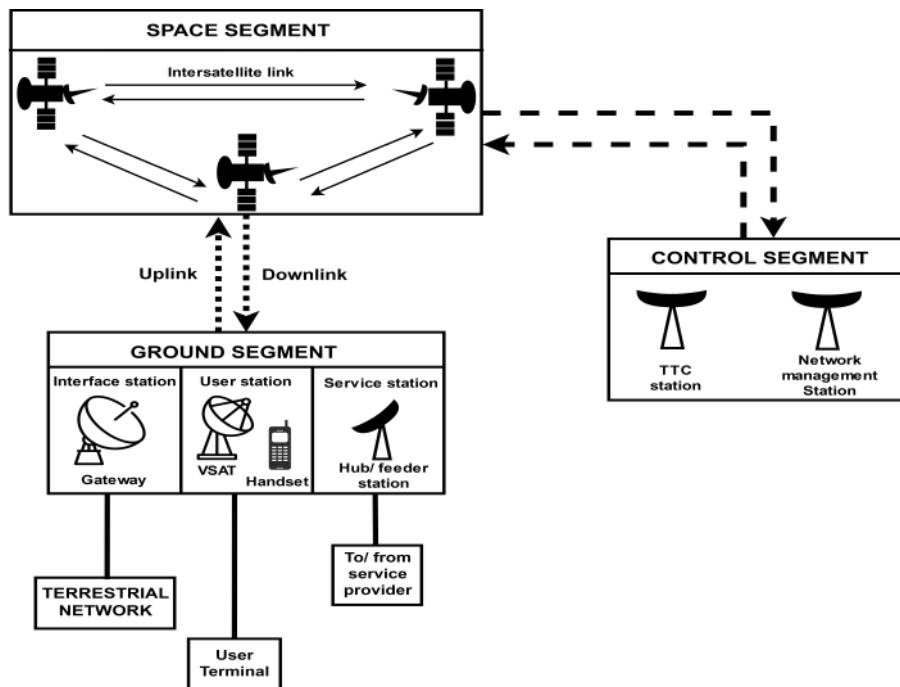 SPACE SEGMENT
Intersatellite link
Uplink
Downlink
CONTROL SEGMENT
TTC
station
Network
management
Station
GROUND SEGMENT
Interface station
Gateway
User station
VSAT
Handset
Service station
Hub/ feeder
station
TERRESTRIAL
NETWORK
User
Terminal
To/ from
service
provider